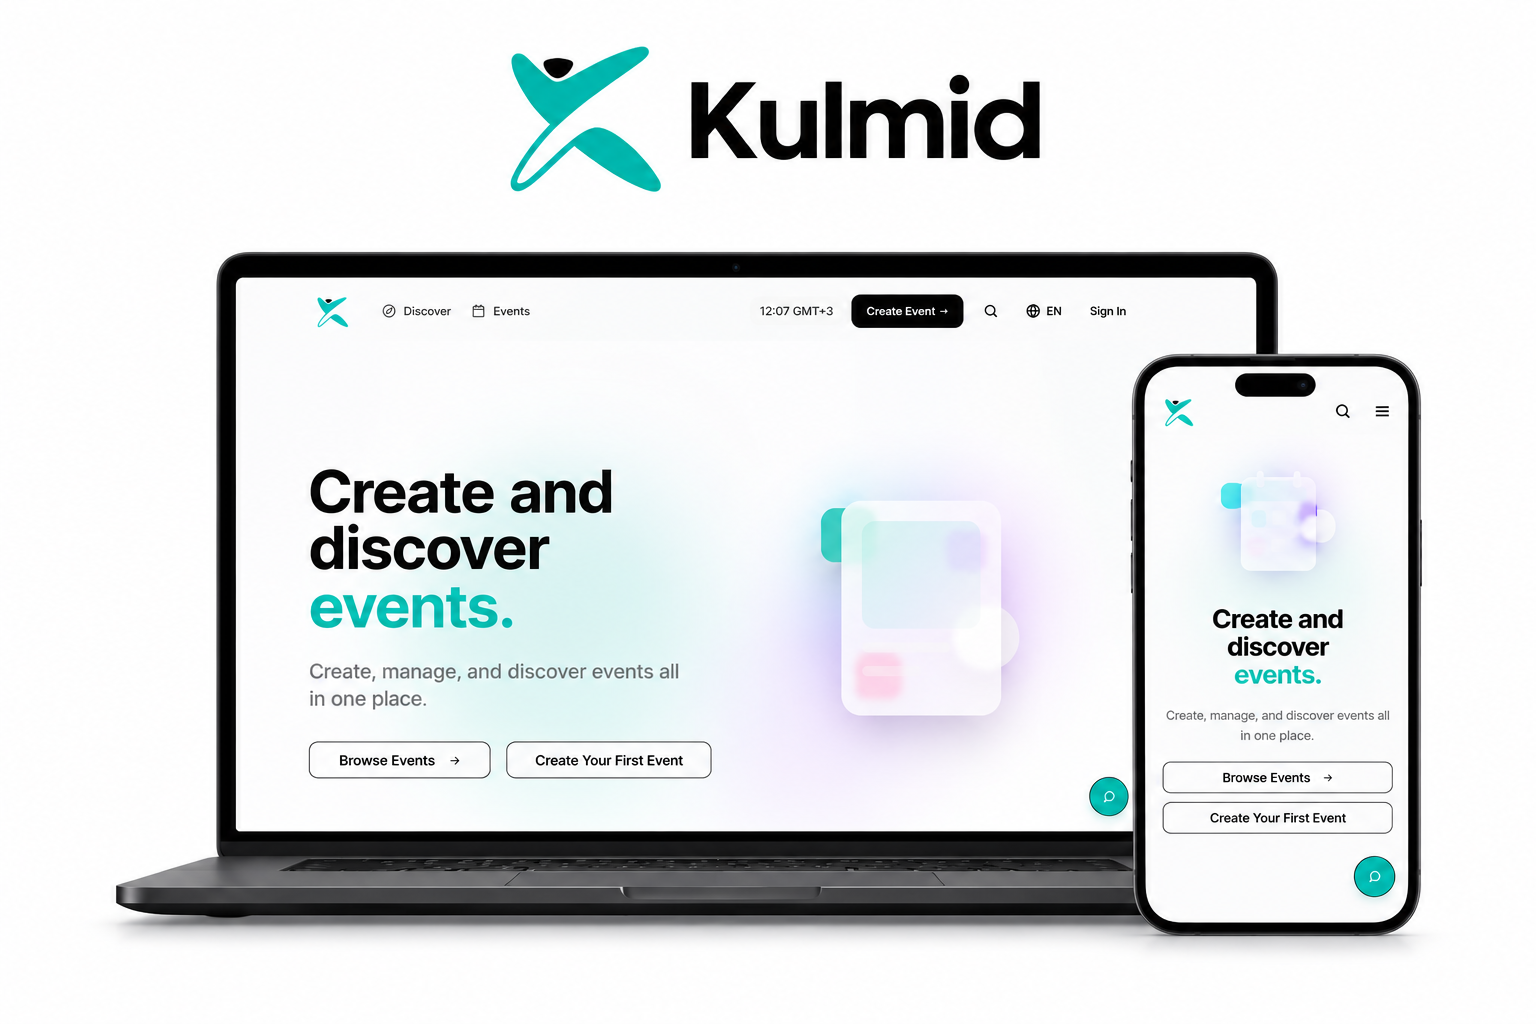 Kulmid
Discover
Events
12:07 GMT+3
Create Event →
EN
Sign In
Create and
discover
events.
Create, manage, and discover events all
in one place.
Browse Events →
Create Your First Event
Create and
discover
events.
Create, manage, and discover events all
in one place.
Browse Events →
Create Your First Event